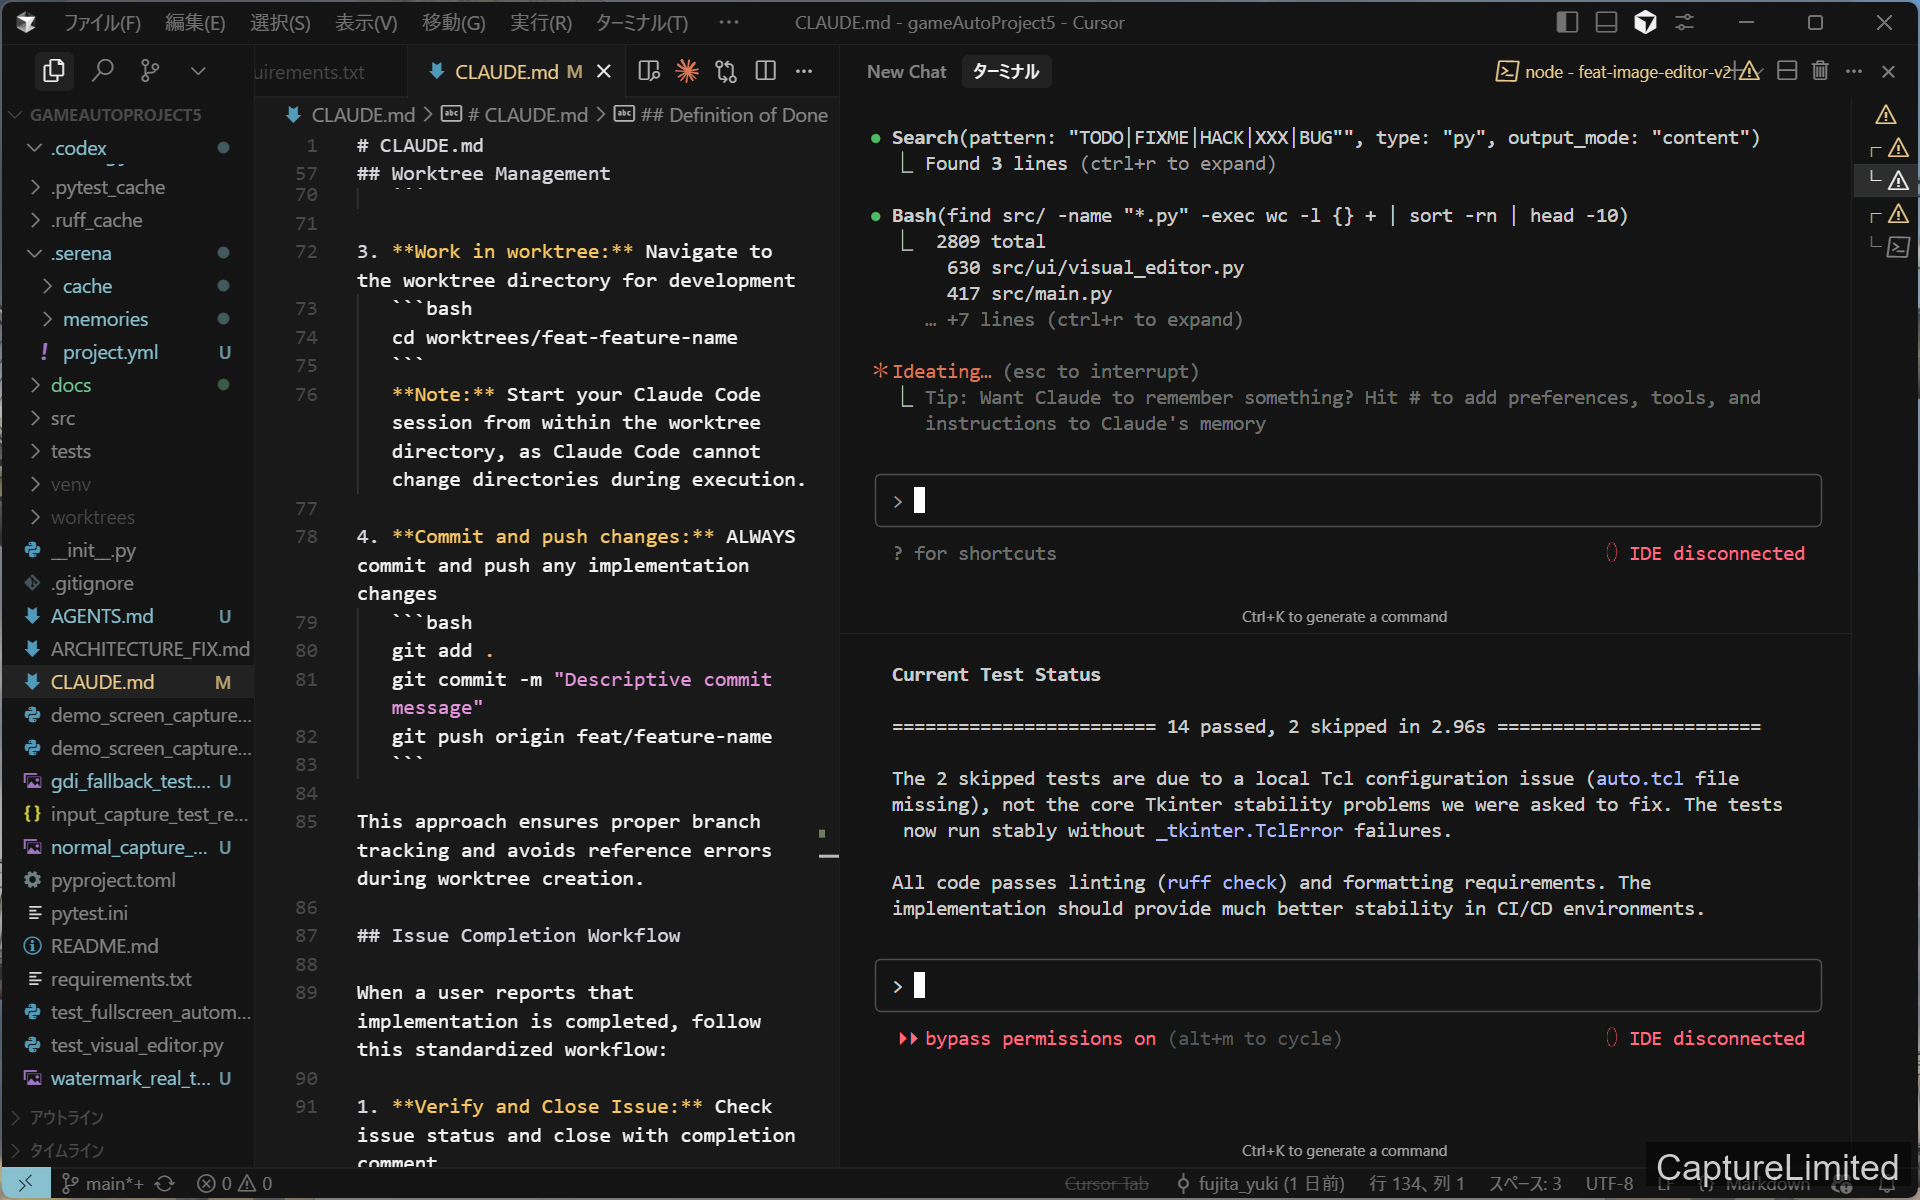 ファイル(F) 編集(E) 選択(S) 表示(V) 移動(G) 実行(R) ターミナル(T) ···
CLAUDE.md - gameAutoProject5 - Cursor
uirements.txt
CLAUDE.md M
New Chat ターミナル
node - feat-image-editor-v2
GAMEAUTOPROJECT5
.codex
.pytest_cache
.ruff_cache
.serena
cache
memories
! project.yml U
docs
src
tests
venv
worktrees
__init__.py
.gitignore
AGENTS.md U
ARCHITECTURE_FIX.md
CLAUDE.md M
demo_screen_capture...
demo_screen_capture...
gdi_fallback_test.... U
{} input_capture_test_re...
normal_capture_... U
pyproject.toml
pytest.ini
README.md
requirements.txt
test_fullscreen_autom...
test_visual_editor.py
watermark_real_t... U
アウトライン
タイムライン
CLAUDE.md > # CLAUDE.md > ## Definition of Done
1 # CLAUDE.md
57 ## Worktree Management
70 ```
71
72 3. **Work in worktree:** Navigate to
the worktree directory for development
73 ```bash
74 cd worktrees/feat-feature-name
75 ```
76 **Note:** Start your Claude Code
session from within the worktree
directory, as Claude Code cannot
change directories during execution.
77
78 4. **Commit and push changes:** ALWAYS
commit and push any implementation
changes
79 ```bash
80 git add .
81 git commit -m "Descriptive commit
message"
82 git push origin feat/feature-name
83 ```
84
85 This approach ensures proper branch
tracking and avoids reference errors
during worktree creation.
86
87 ## Issue Completion Workflow
88
89 When a user reports that
implementation is completed, follow
this standardized workflow:
90
91 1. **Verify and Close Issue:** Check
issue status and close with completion
comment
● Search(pattern: "TODO|FIXME|HACK|XXX|BUG"", type: "py", output_mode: "content")
Found 3 lines (ctrl+r to expand)
● Bash(find src/ -name "*.py" -exec wc -l {} + | sort -rn | head -10)
2809 total
630 src/ui/visual_editor.py
417 src/main.py
… +7 lines (ctrl+r to expand)
* Ideating… (esc to interrupt)
Tip: Want Claude to remember something? Hit # to add preferences, tools, and
instructions to Claude's memory
>
? for shortcuts
IDE disconnected
Ctrl+K to generate a command
Current Test Status
======================== 14 passed, 2 skipped in 2.96s ========================
The 2 skipped tests are due to a local Tcl configuration issue (auto.tcl file
missing), not the core Tkinter stability problems we were asked to fix. The tests
now run stably without _tkinter.TclError failures.
All code passes linting (ruff check) and formatting requirements. The
implementation should provide much better stability in CI/CD environments.
>
bypass permissions on (alt+m to cycle)
IDE disconnected
Ctrl+K to generate a command
main*+ 0 0
Cursor Tab
fujita_yuki (1 日前) 行 134、列 1 スペース: 3 UTF-8 LF {} Markdown
CaptureLimited